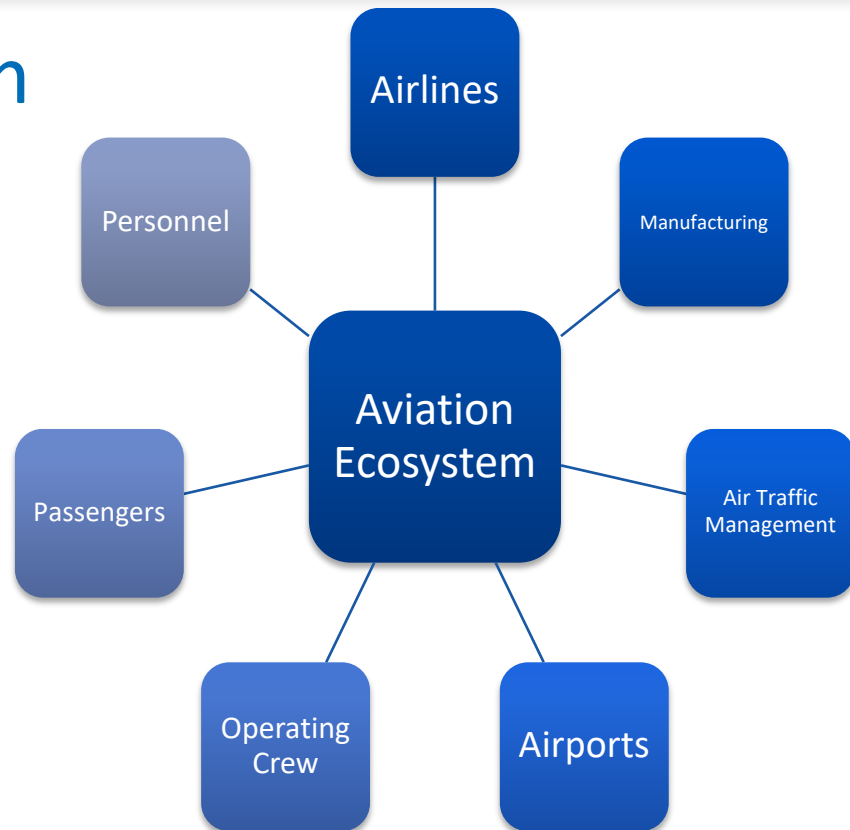 n
Airlines
Personnel
Manufacturing
Aviation
Ecosystem
Passengers
Air Traffic
Management
Operating
Crew
Airports